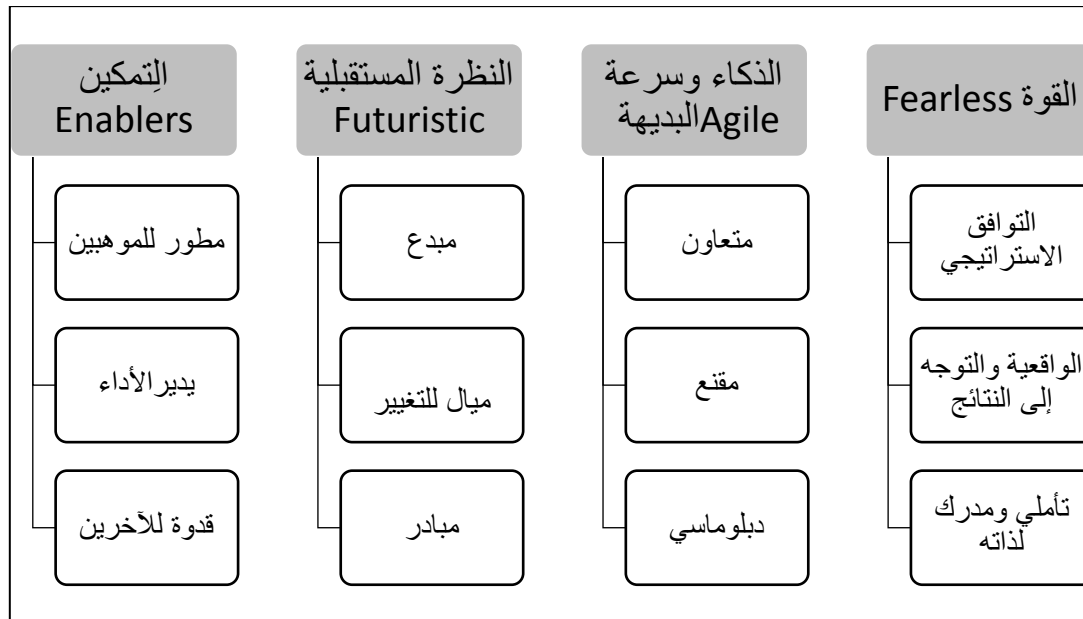 القوة Fearless
التوافق
الاستراتيجي
الواقعية والتوجه
إلى النتائج
تأملي ومدرك
لذاته
الذكاء وسرعة
البديهةAgile
متعاون
مقنع
دبلوماسي
النظرة المستقبلية
Futuristic
مبدع
ميال للتغيير
مبادر
التِمكين
Enablers
مطور للموهبين
يديرالأداء
قدوة للآخرين